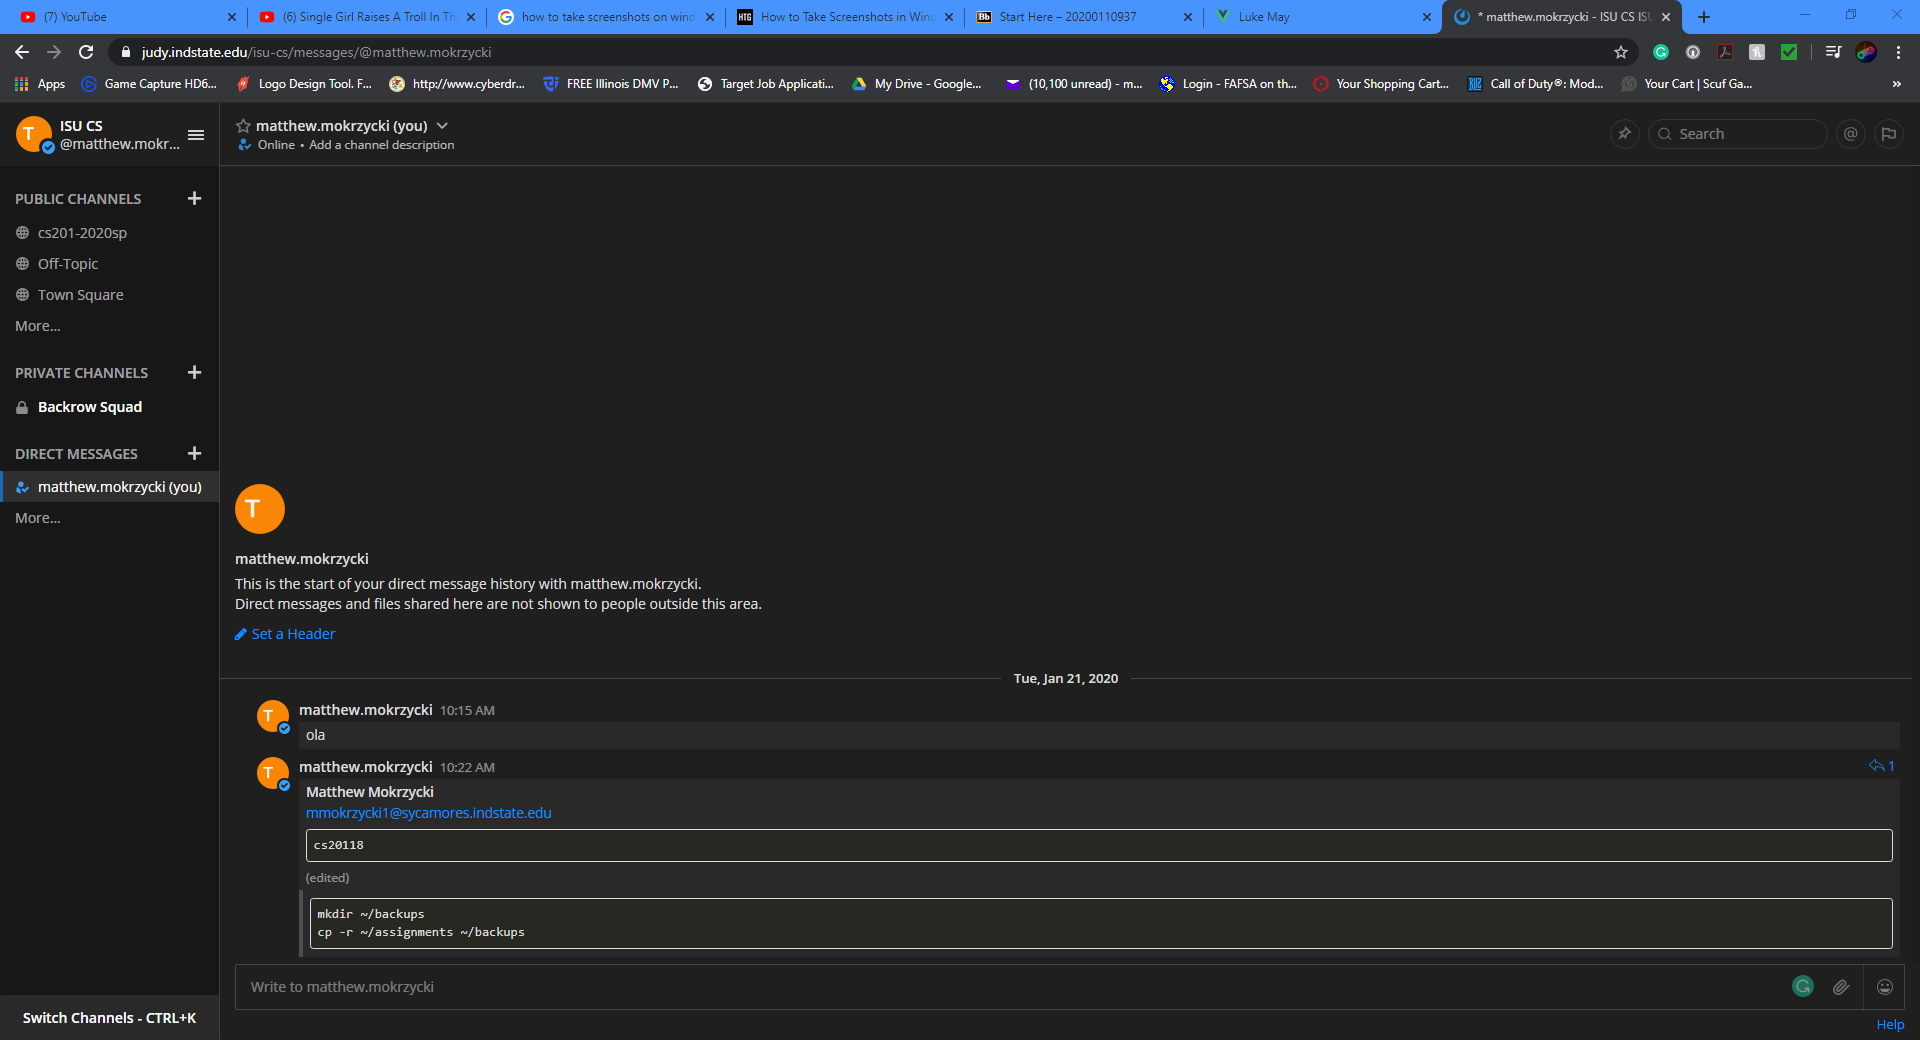 (7) YouTube
(6) Single Girl Raises A Troll In Th
how to take screenshots on wind
HTG
How to Take Screenshots in Winc
Bb
Start Here – 20200110937
Luke May
* matthew.mokrzycki - ISU CS ISU
judy.indstate.edu/isu-cs/messages/@matthew.mokrzycki
Apps
Game Capture HD6...
Logo Design Tool. F...
http://www.cyberdr...
FREE Illinois DMV P...
Target Job Applicati...
My Drive - Google...
(10,100 unread) - m...
Login - FAFSA on th...
Your Shopping Cart...
Call of Duty®: Mod...
Your Cart | Scuf Ga...
»
T
ISU CS
@matthew.mokr...
PUBLIC CHANNELS
cs201-2020sp
Off-Topic
Town Square
More...
PRIVATE CHANNELS
Backrow Squad
DIRECT MESSAGES
matthew.mokrzycki (you)
More...
Switch Channels - CTRL+K
matthew.mokrzycki (you)
Online • Add a channel description
Search
@
T
matthew.mokrzycki
This is the start of your direct message history with matthew.mokrzycki.
Direct messages and files shared here are not shown to people outside this area.
Set a Header
Tue, Jan 21, 2020
T
matthew.mokrzycki 10:15 AM
ola
T
matthew.mokrzycki 10:22 AM
1
Matthew Mokrzycki
mmokrzycki1@sycamores.indstate.edu
cs20118
(edited)
mkdir ~/backups
cp -r ~/assignments ~/backups
Write to matthew.mokrzycki
Help